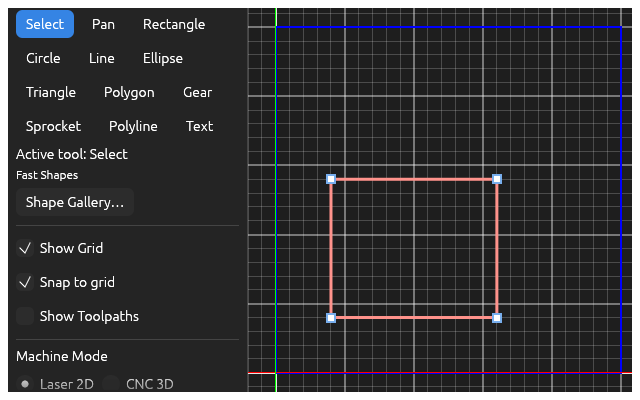 Select Pan Rectangle
Circle Line Ellipse
Triangle Polygon Gear
Sprocket Polyline Text
Active tool: Select
Fast Shapes
Shape Gallery...
Show Grid
Snap to grid
Show Toolpaths
Machine Mode
Laser 2D CNC 3D